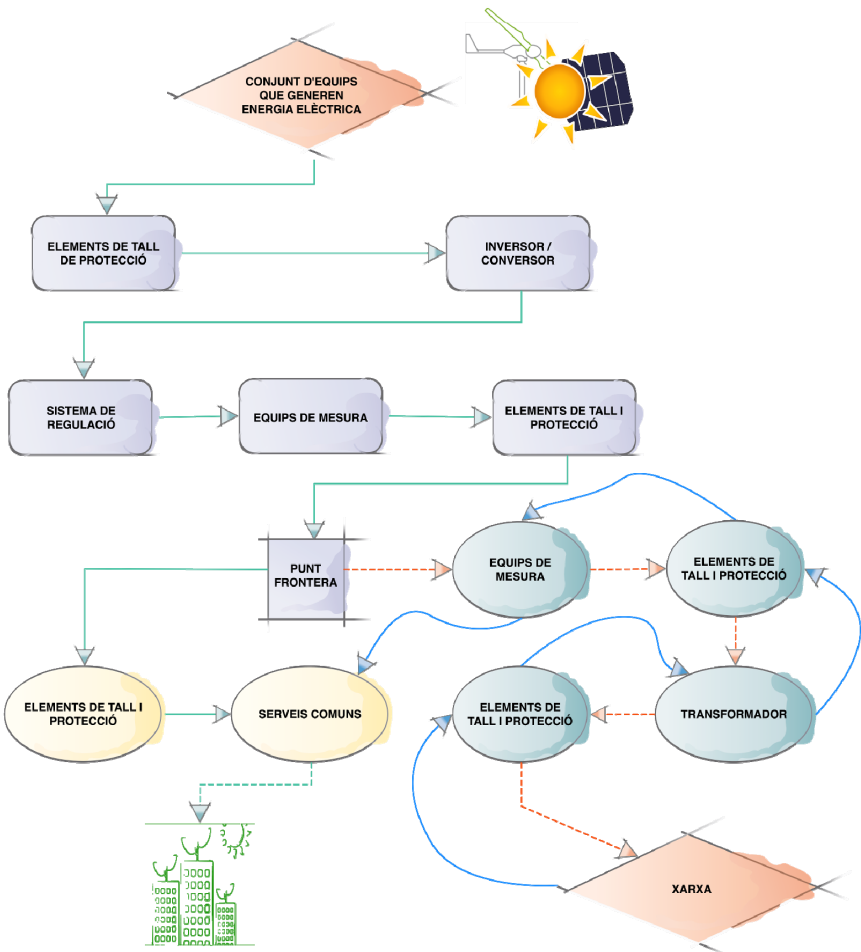 CONJUNT D'EQUIPS
QUE GENEREN
ENERGIA ELÈCTRICA
ELEMENTS DE TALL
DE PROTECCIÓ
INVERSOR /
CONVERSOR
SISTEMA DE
REGULACIÓ
EQUIPS DE MESURA
ELEMENTS DE TALL I
PROTECCIÓ
PUNT
FRONTERA
EQUIPS DE
MESURA
ELEMENTS DE
TALL I PROTECCIÓ
ELEMENTS DE TALL I
PROTECCIÓ
SERVEIS COMUNS
ELEMENTS DE
TALL I PROTECCIÓ
TRANSFORMADOR
XARXA